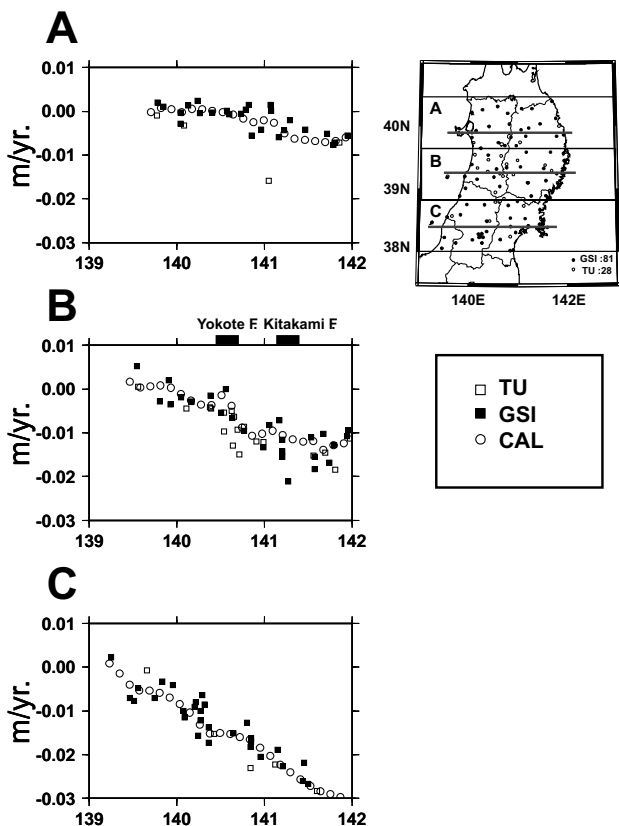 A
0.01
0.00
-0.01
-0.02
-0.03
m/yr.
139 140 141 142
A
B
C
40N
39N
38N
140E 142E
GSI :81
TU :28
B
Yokote F. Kitakami F
0.01
0.00
-0.01
-0.02
-0.03
m/yr.
139 140 141 142
TU
GSI
CAL
C
0.01
0.00
-0.01
-0.02
-0.03
m/yr.
139 140 141 142